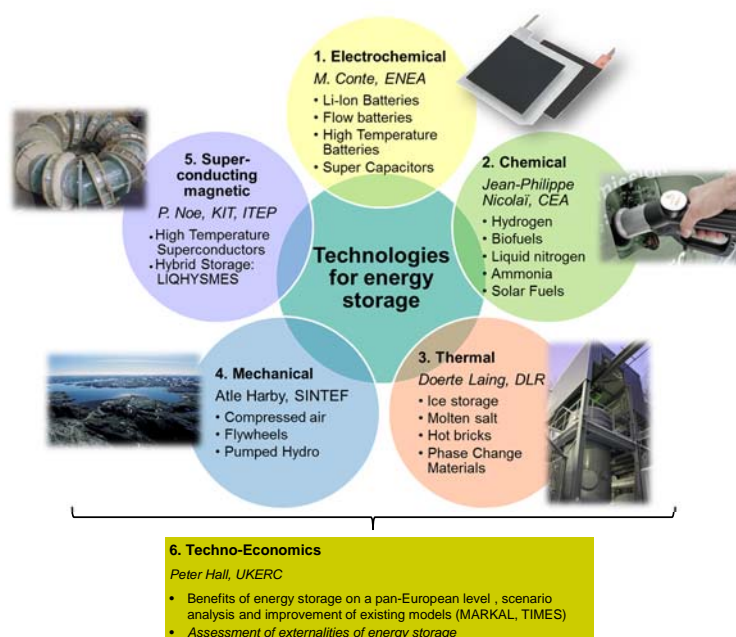 1. Electrochemical
M. Conte, ENEA
• Li-Ion Batteries
• Flow batteries
• High Temperature
Batteries
• Super Capacitors
2. Chemical
Jean-Philippe
Nicolaï, CEA
• Hydrogen
• Biofuels
• Liquid nitrogen
• Ammonia
• Solar Fuels
3. Thermal
Doerte Laing, DLR
• Ice storage
• Molten salt
• Hot bricks
• Phase Change
Materials
4. Mechanical
Atle Harby, SINTEF
• Compressed air
• Flywheels
• Pumped Hydro
5. Super-
conducting
magnetic
P. Noe, KIT, ITEP
• High Temperature
Superconductors
• Hybrid Storage:
LIQHYSMES
Technologies
for energy
storage
6. Techno-Economics
Peter Hall, UKERC
• Benefits of energy storage on a pan-European level , scenario
analysis and improvement of existing models (MARKAL, TIMES)
• Assessment of externalities of energy storage